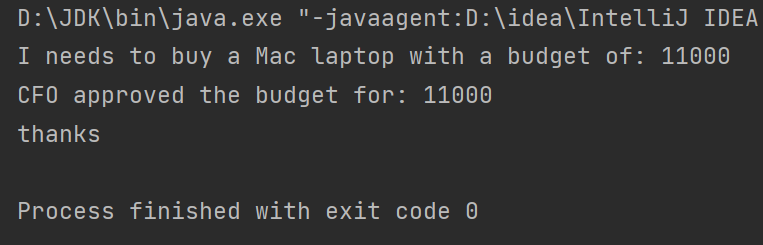 D:\JDK\bin\java.exe "-javaagent:D:\idea\IntelliJ IDEA
I needs to buy a Mac laptop with a budget of: 11000
CFO approved the budget for: 11000
thanks
Process finished with exit code 0